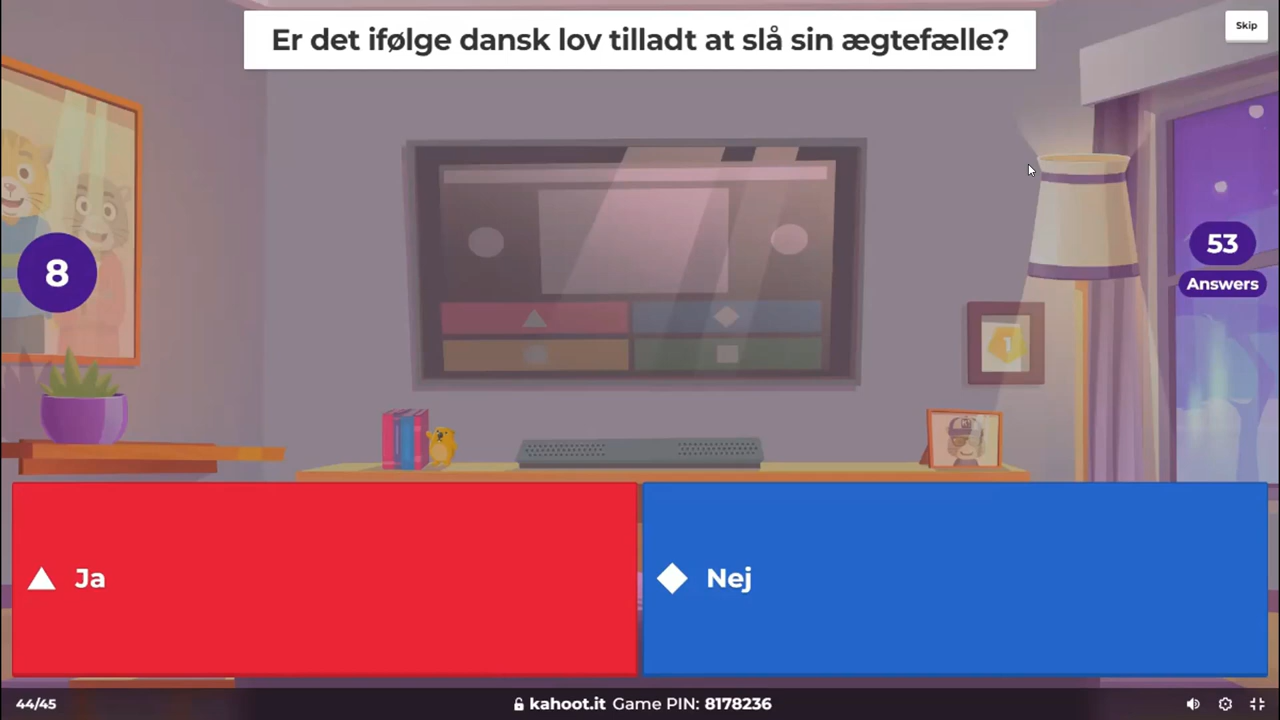 Er det ifølge dansk lov tilladt at slå sin ægtefælle?
Skip
8
53
Answers
1
Ja
Nej
44/45
kahoot.it Game PIN: 8178236